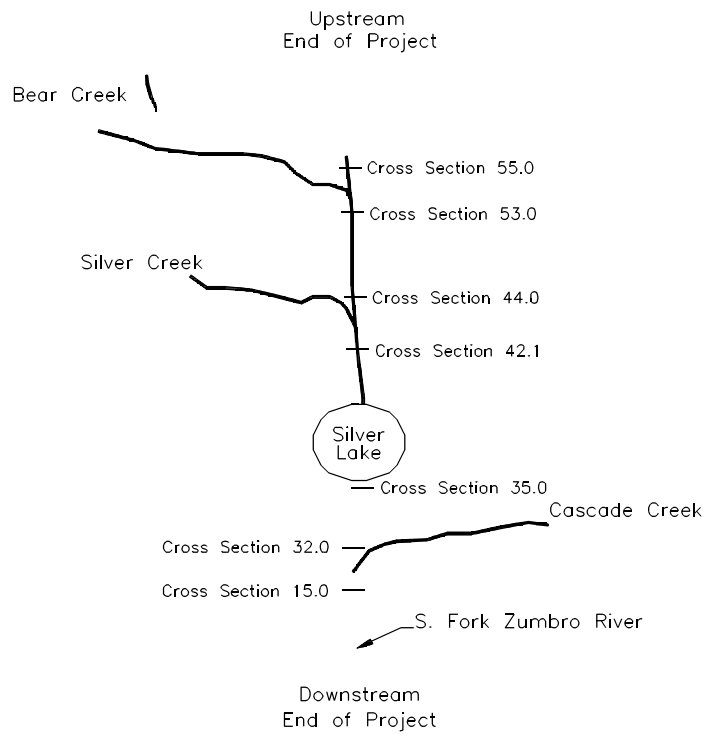 Upstream
End of Project
Bear Creek
Cross Section 55.0
Cross Section 53.0
Silver Creek
Cross Section 44.0
Cross Section 42.1
Silver
Lake
Cross Section 35.0
Cascade Creek
Cross Section 32.0
Cross Section 15.0
S. Fork Zumbro River
Downstream
End of Project